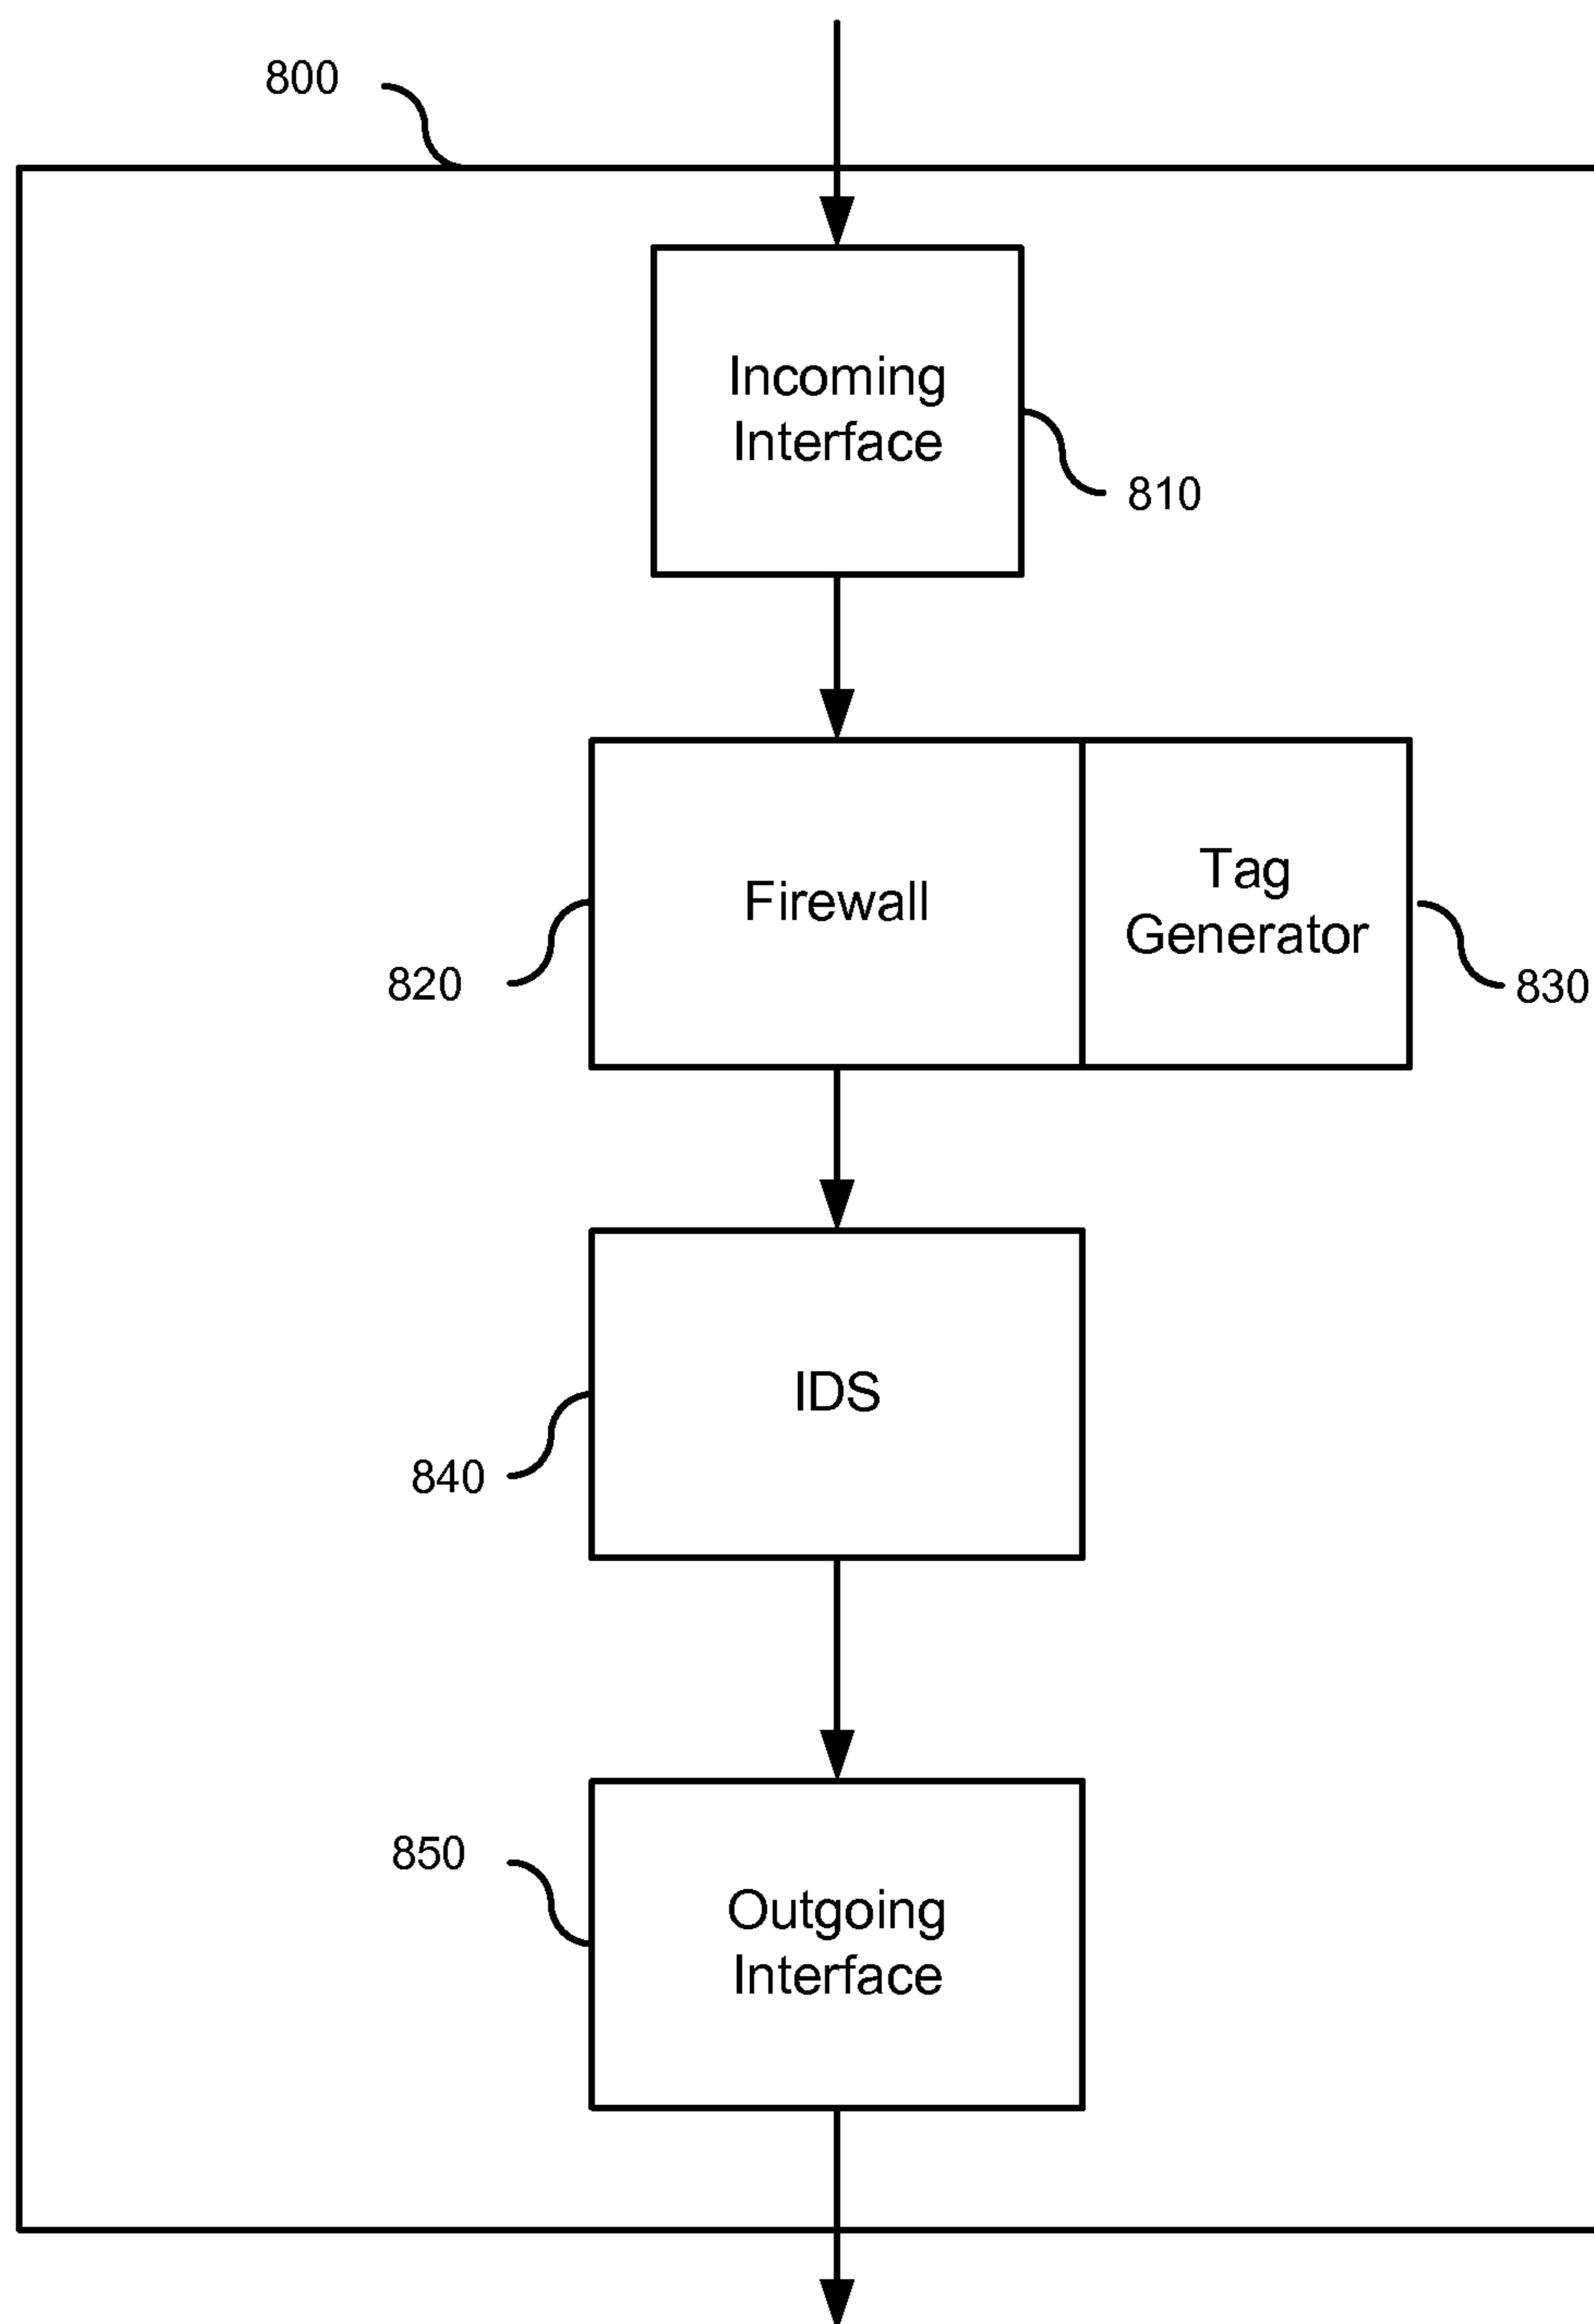 800
Incoming
Interface
810
Firewall
Tag
Generator
820
830
IDS
840
850
Outgoing
Interface